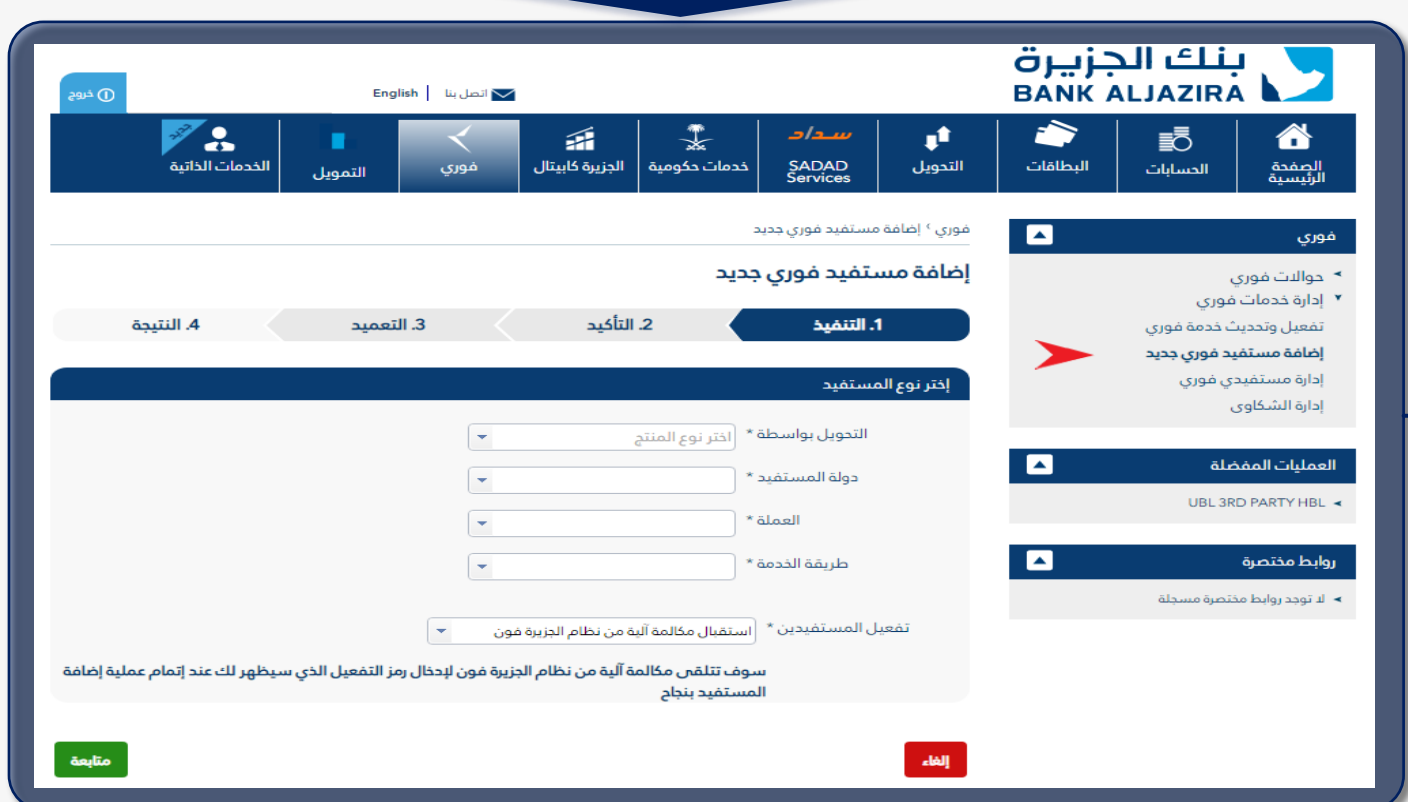 بنك الجزيرة
BANK ALJAZIRA
اتصل بنا | English
خروج
الصفحة الرئيسية
الحسابات
البطاقات
التحويل
سداد
SADAD Services
خدمات حكومية
الجزيرة كابيتال
فوري
التمويل
الخدمات الذاتية
جديد
فوري
حوالات فوري
إدارة خدمات فوري
تفعيل وتحديث خدمة فوري
إضافة مستفيد فوري جديد
إدارة مستفيدي فوري
إدارة الشكاوى
العمليات المفضلة
UBL 3RD PARTY HBL
روابط مختصرة
لا توجد روابط مختصرة مسجلة
فوري › إضافة مستفيد فوري جديد
إضافة مستفيد فوري جديد
1. التنفيذ
2. التأكيد
3. التعميد
4. النتيجة
إختر نوع المستفيد
التحويل بواسطة * اختر نوع المنتج
دولة المستفيد *
العملة *
طريقة الخدمة *
تفعيل المستفيدين * استقبال مكالمة آلية من نظام الجزيرة فون
سوف تتلقى مكالمة آلية من نظام الجزيرة فون لإدخال رمز التفعيل الذي سيظهر لك عند إتمام عملية إضافة
المستفيد بنجاح
إلغاء
متابعة